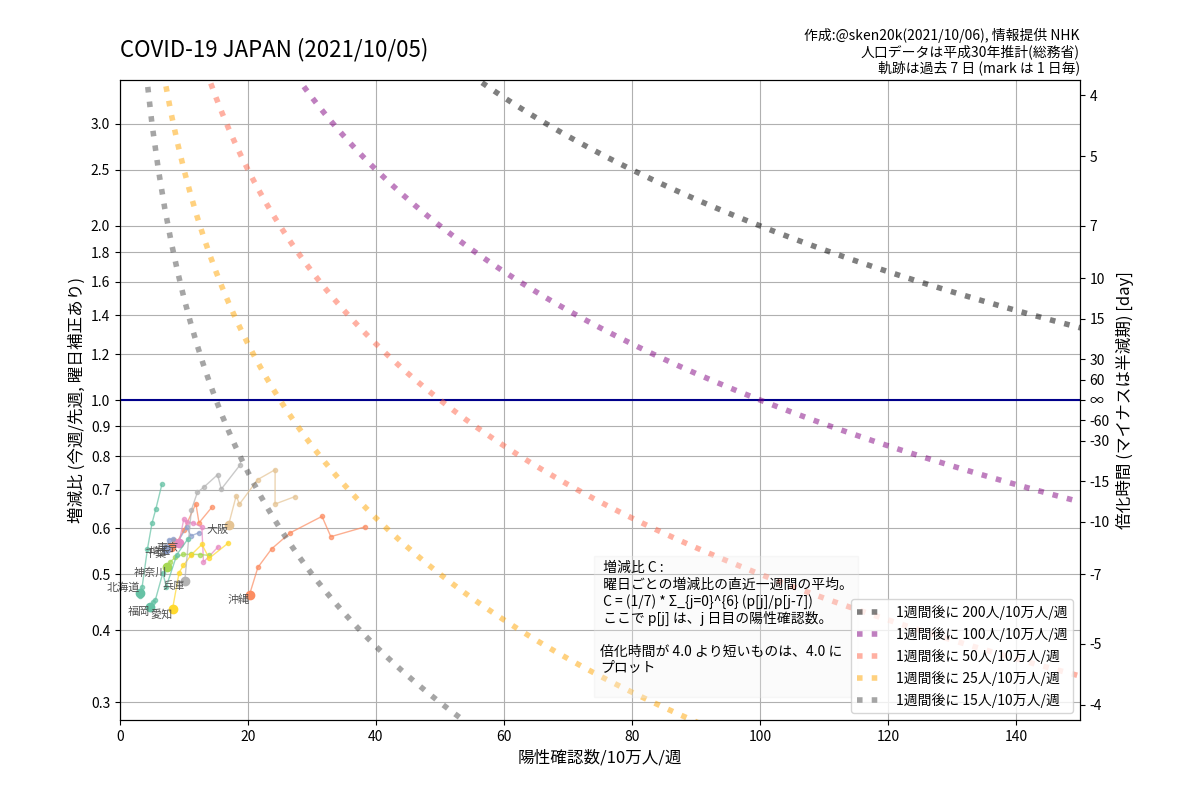 COVID-19 JAPAN (2021/10/05)
作成:@sken20k(2021/10/06), 情報提供 NHK
人口データは平成30年推計(総務省)
軌跡は過去 7 日 (mark は 1 日毎)
増減比 (今週/先週, 曜日補正あり)
3.0
2.5
2.0
1.8
1.6
1.4
1.2
1.0
0.9
0.8
0.7
0.6
0.5
0.4
0.3
4
5
7
10
15
30
60
∞
-60
-30
-15
-10
-7
-5
-4
倍化時間 (マイナスは半減期) [day]
大阪
東京
千葉
神奈川
兵庫
北海道
沖縄
福岡
愛知
増減比 C :
曜日ごとの増減比の直近一週間の平均。
C = (1/7) * Σ_{j=0}^{6} (p[j]/p[j-7])
ここで p[j] は、j 日目の陽性確認数。
倍化時間が 4.0 より短いものは、4.0 に
プロット
1週間後に 200人/10万人/週
1週間後に 100人/10万人/週
1週間後に 50人/10万人/週
1週間後に 25人/10万人/週
1週間後に 15人/10万人/週
0 20 40 60 80 100 120 140
陽性確認数/10万人/週